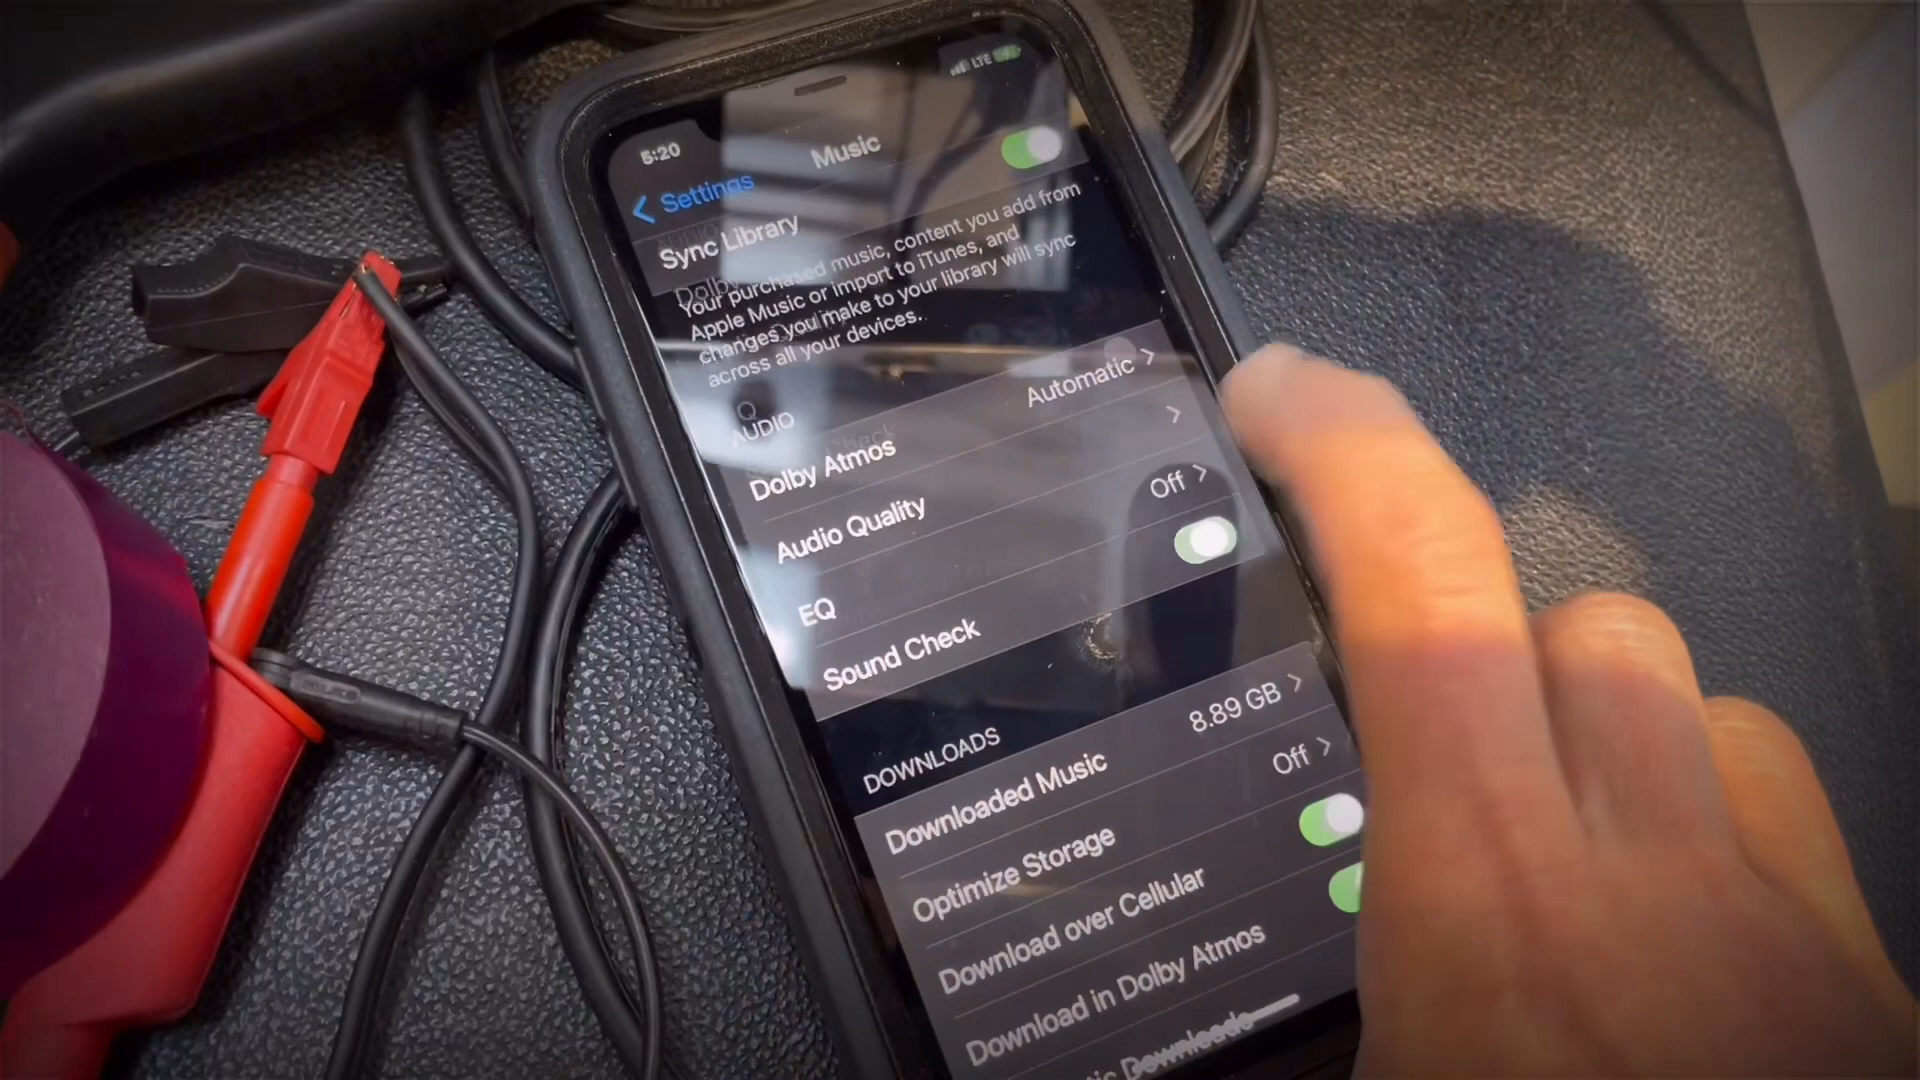 5:20
LTE
Settings
Music
Sync Library
Your purchased music, content you add from
Apple Music or import to iTunes, and
changes you make to your library will sync
across all your devices.
AUDIO
Dolby Atmos Automatic
Audio Quality
EQ Off
Sound Check
DOWNLOADS
Downloaded Music 8.89 GB
Optimize Storage Off
Download over Cellular
Download in Dolby Atmos
Downloads